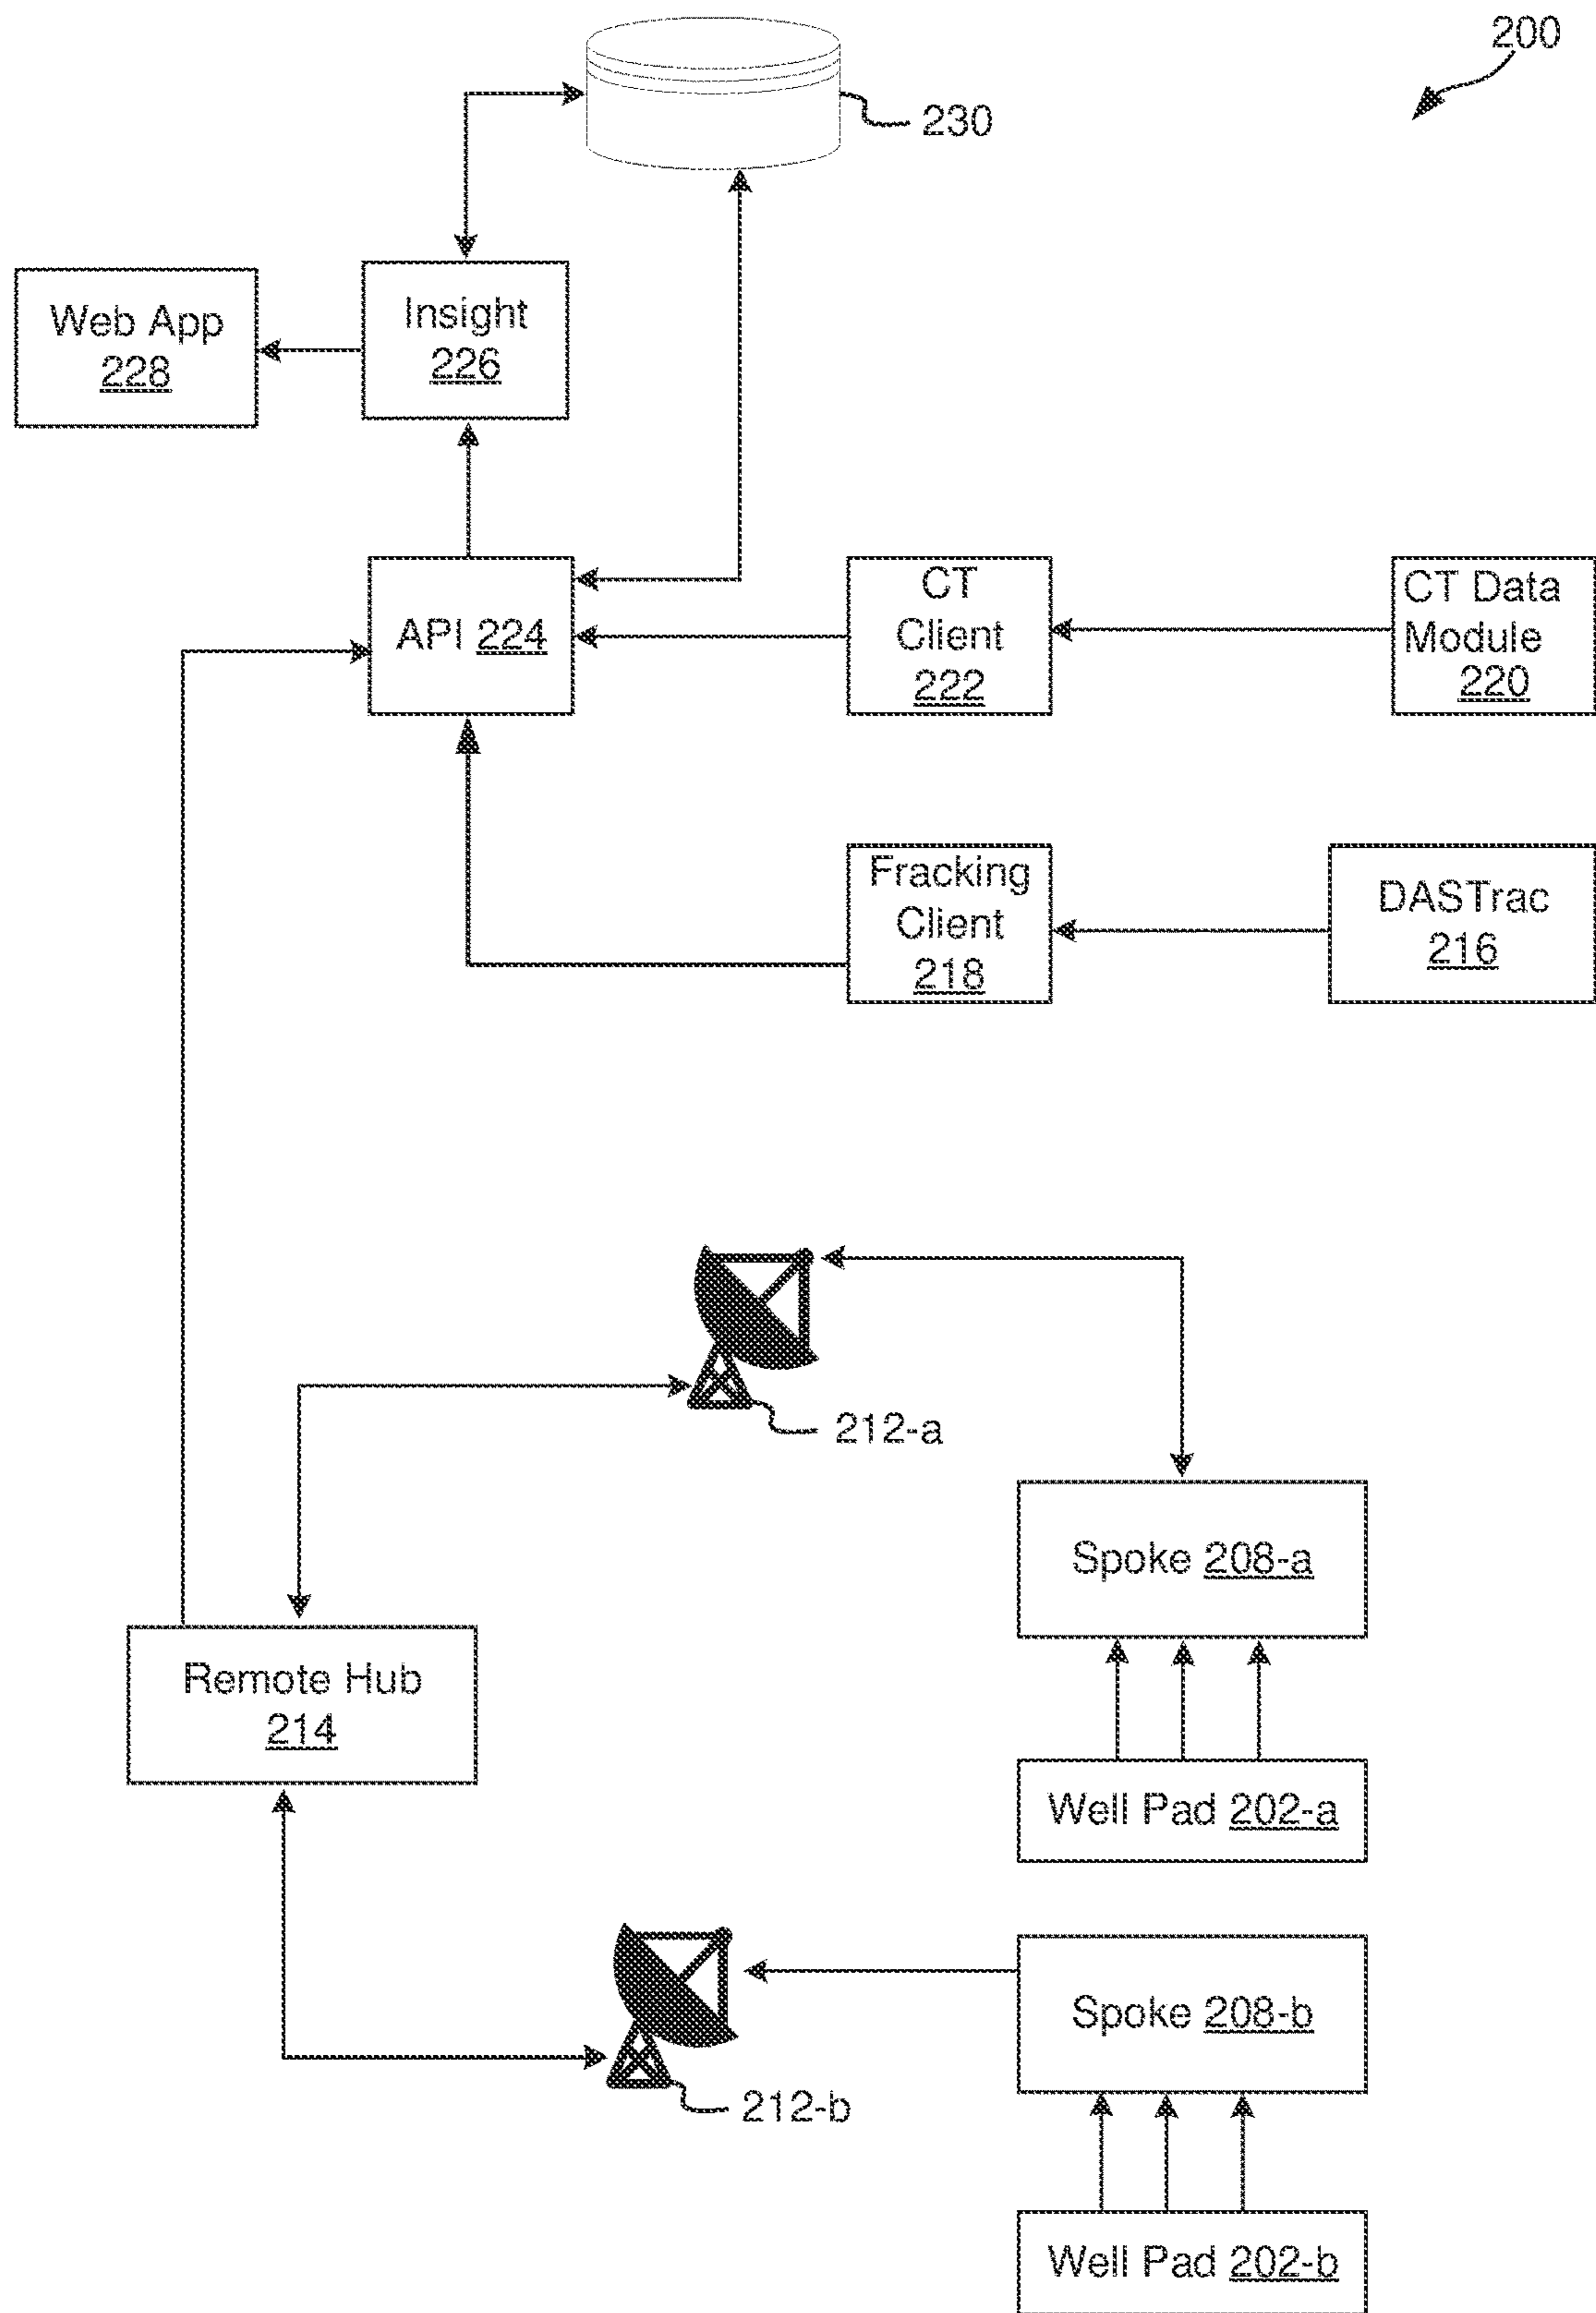 200
230
Web App
228
Insight
226
API 224
CT
Client
222
CT Data
Module
220
Fracking
Client
218
DASTrac
216
212-a
Spoke 208-a
Remote Hub
214
Well Pad 202-a
Spoke 208-b
212-b
Well Pad 202-b